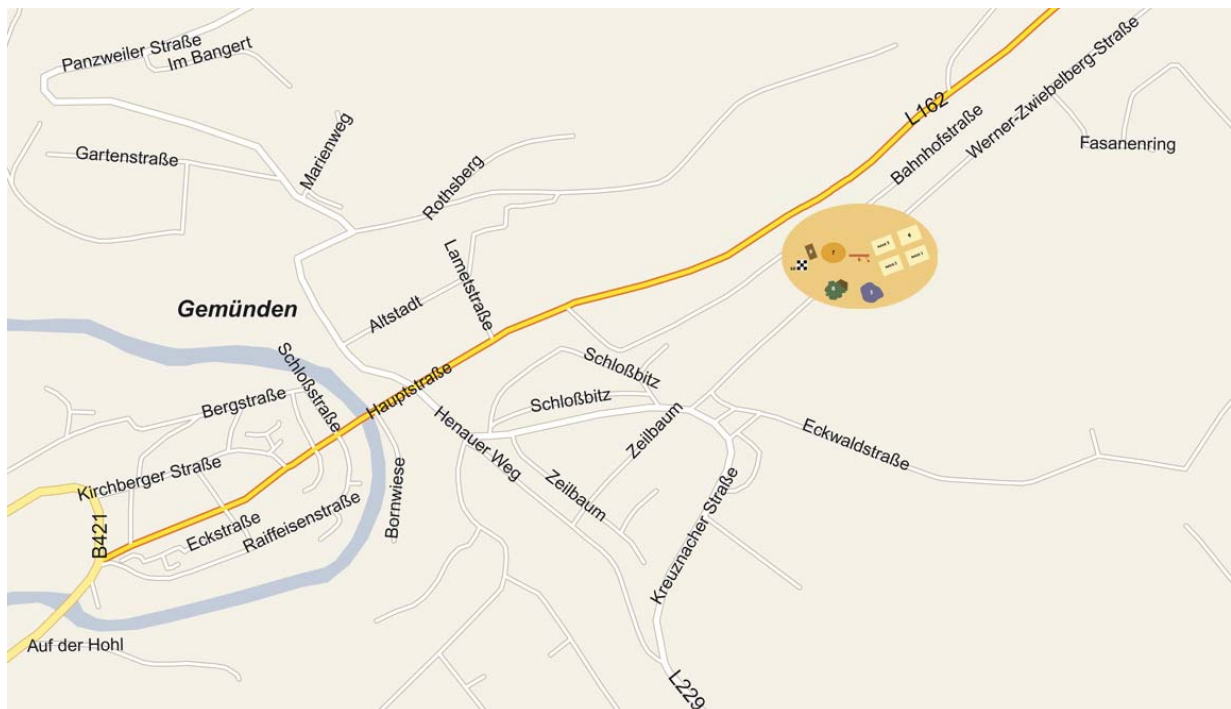 Panzweiler Straße
Im Bangert
L162
Werner-Zwiebelberg-Straße
Bahnhofstraße
Fasanenring
Gartenstraße
Marienweg
Rothsberg
Lametstraße
Gemünden
Altstadt
Schloßstraße
Hauptstraße
Schloßbitz
Schloßbitz
Bergstraße
Henauer Weg
Zeilbaum
Eckwaldstraße
Kirchberger Straße
Zeilbaum
Bornwiese
Raiffeisenstraße
Eckstraße
B421
Kreuznacher Straße
Auf der Hohl
L229